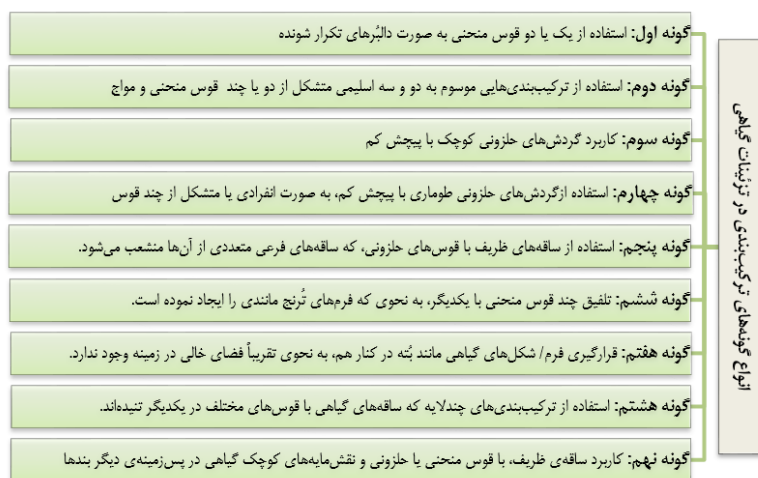 انواع گونه‌های ترکیب‌بندی در تزئینات گیاهی
گونه اول: استفاده از یک یا دو قوس منحنی به صورت دالبُرهای تکرار شونده
گونه دوم: استفاده از ترکیب‌بندی‌هایی موسوم به دو و سه اسلیمی متشکل از دو یا چند قوس منحنی و مواج
گونه سوم: کاربرد گردش‌های حلزونی کوچک با پیچش کم
گونه چهارم: استفاده ازگردش‌های حلزونی طوماری با پیچش کم، به صورت انفرادی یا متشکل از چند قوس
گونه پنجم: استفاده از ساقه‌های ظریف با قوس‌های حلزونی، که ساقه‌های فرعی متعددی از آن‌ها منشعب می‌شود.
گونه ششم: تلفیق چند قوس منحنی با یکدیگر، به نحوی که فرم‌های تُرنج مانندی را ایجاد نموده است.
گونه هفتم: قرارگیری فرم/ شکل‌های گیاهی مانند بُته در کنار هم، به نحوی تقریباً فضای خالی در زمینه وجود ندارد.
گونه هشتم: استفاده از ترکیب‌بندی‌های چندلایه که ساقه‌های گیاهی با قوس‌های مختلف در یکدیگر تنیده‌اند.
گونه نهم: کاربرد ساقه‌ی ظریف، با قوس منحنی یا حلزونی و نقش‌مایه‌های کوچک گیاهی در پس‌زمینه‌ی دیگر بندها